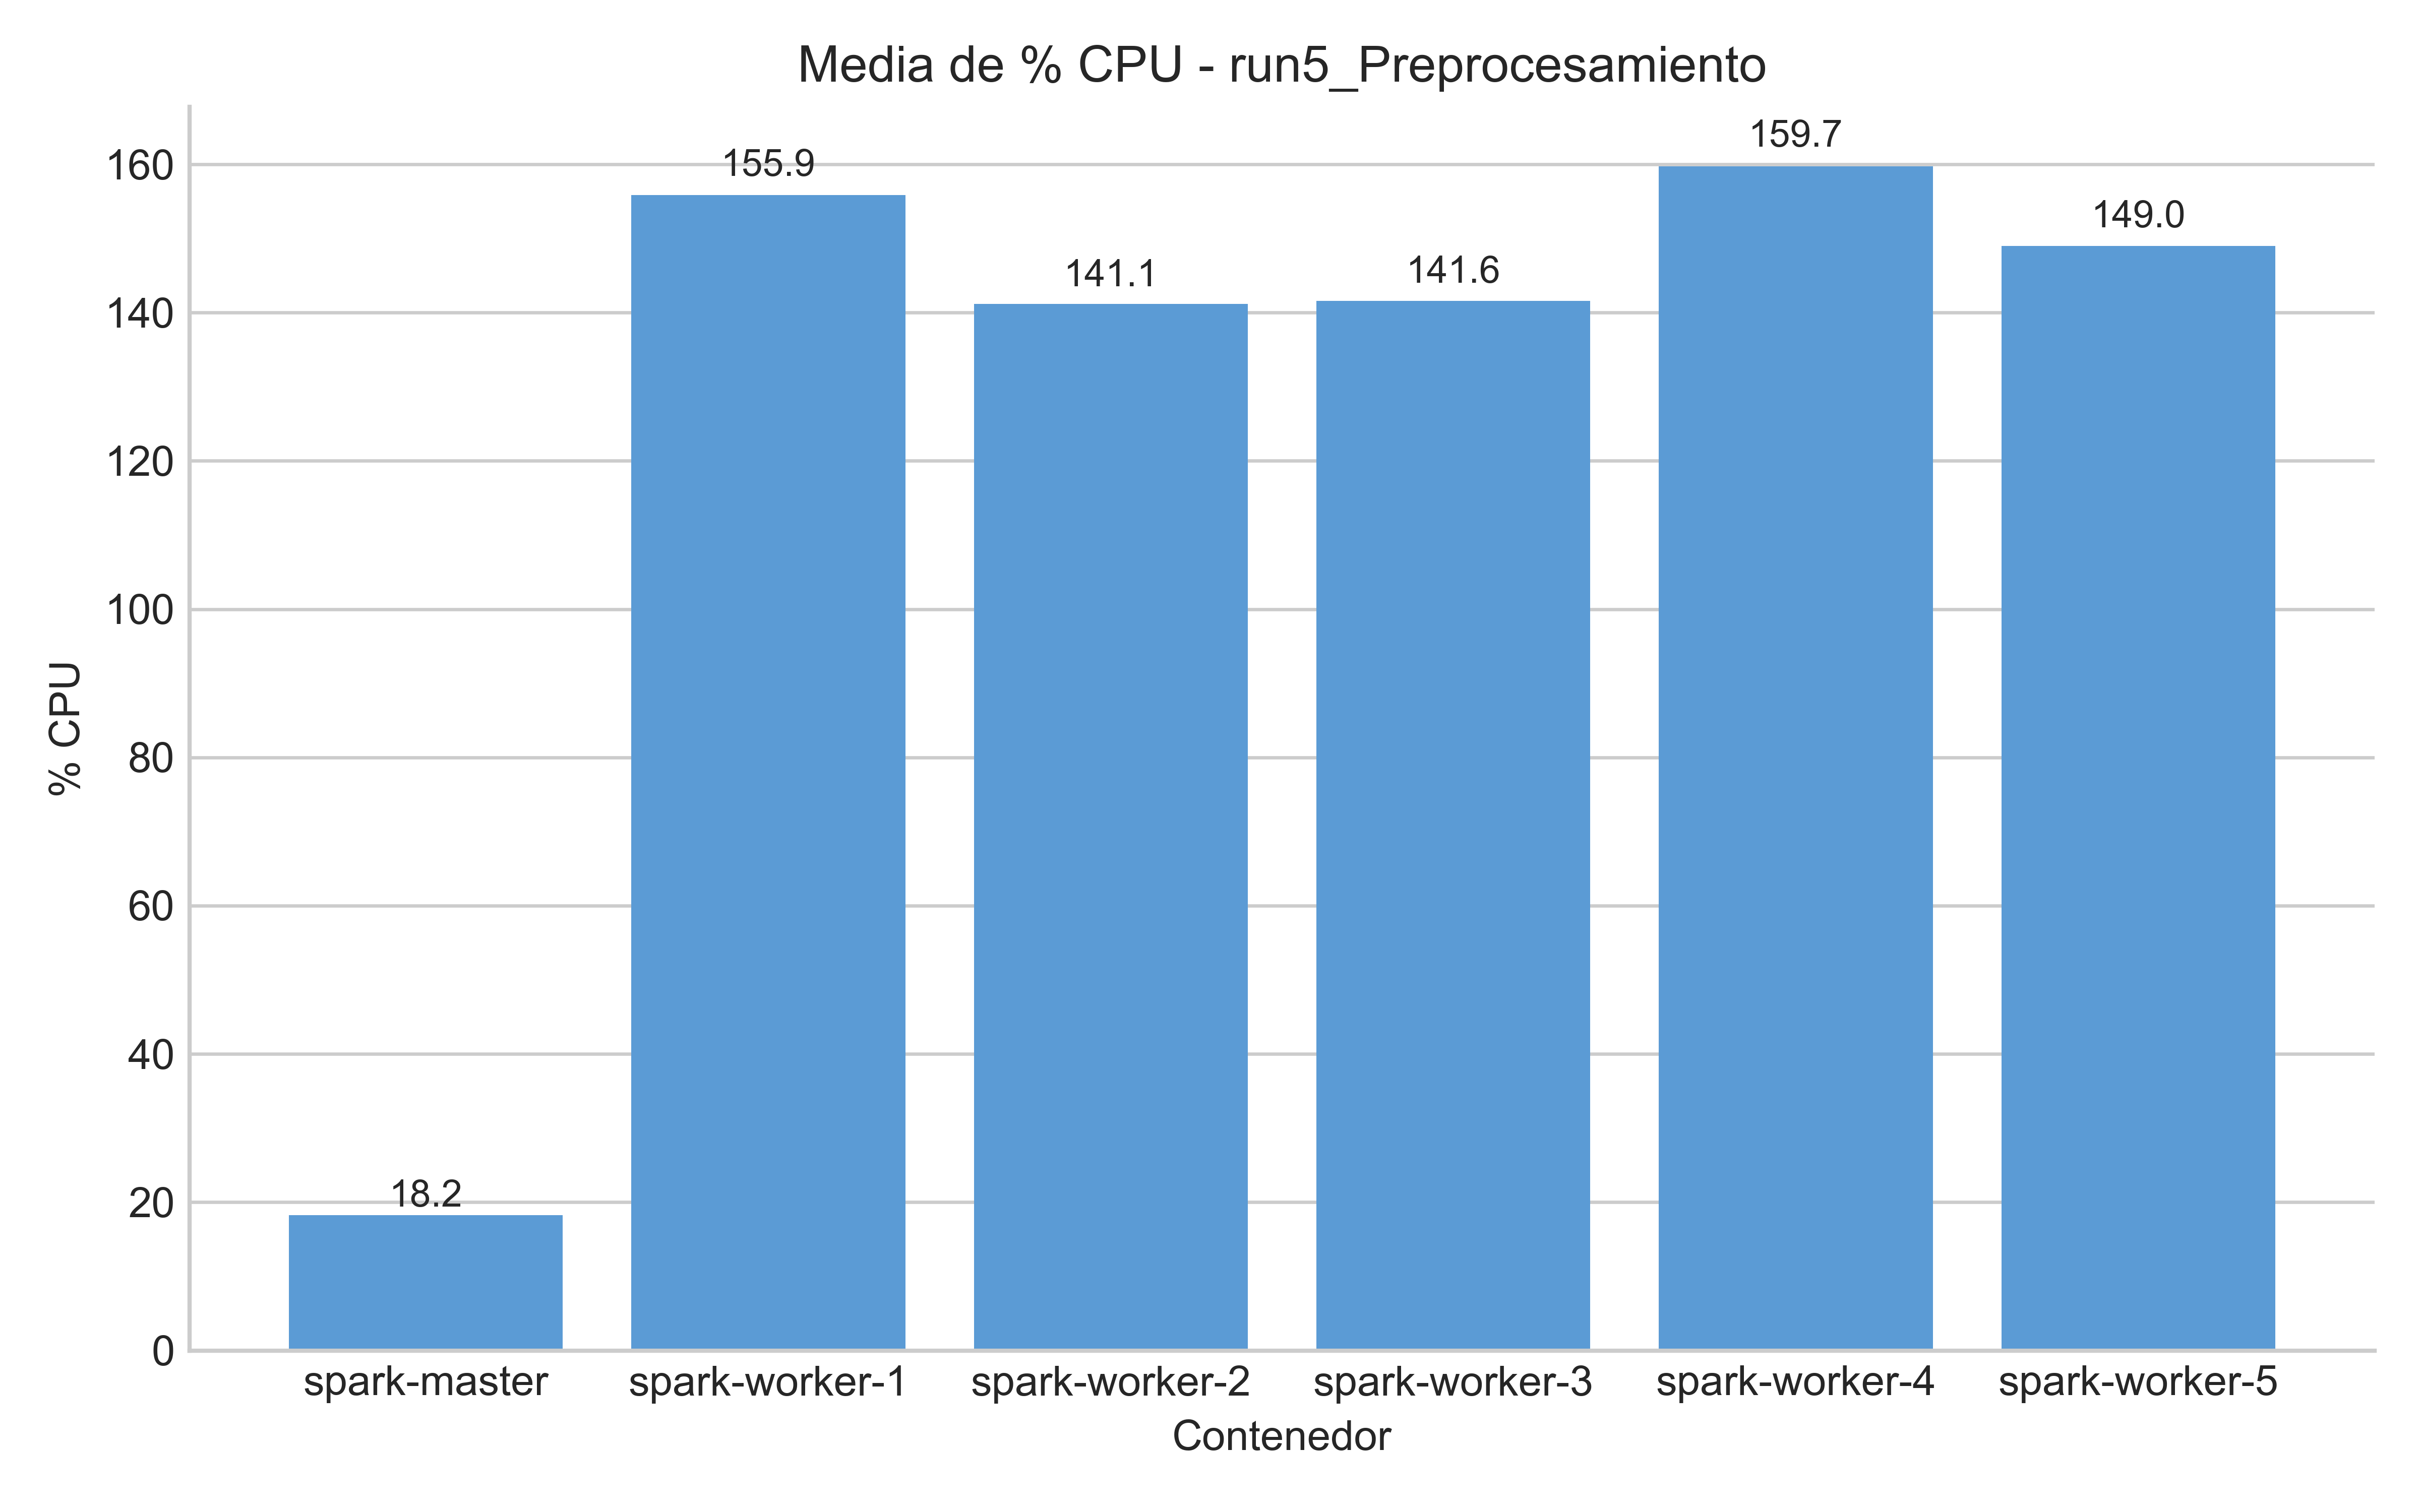 Media de % CPU - run5_Preprocesamiento
% CPU
160
140
120
100
80
60
40
20
0
18.2
155.9
141.1
141.6
159.7
149.0
spark-master
spark-worker-1
spark-worker-2
spark-worker-3
spark-worker-4
spark-worker-5
Contenedor